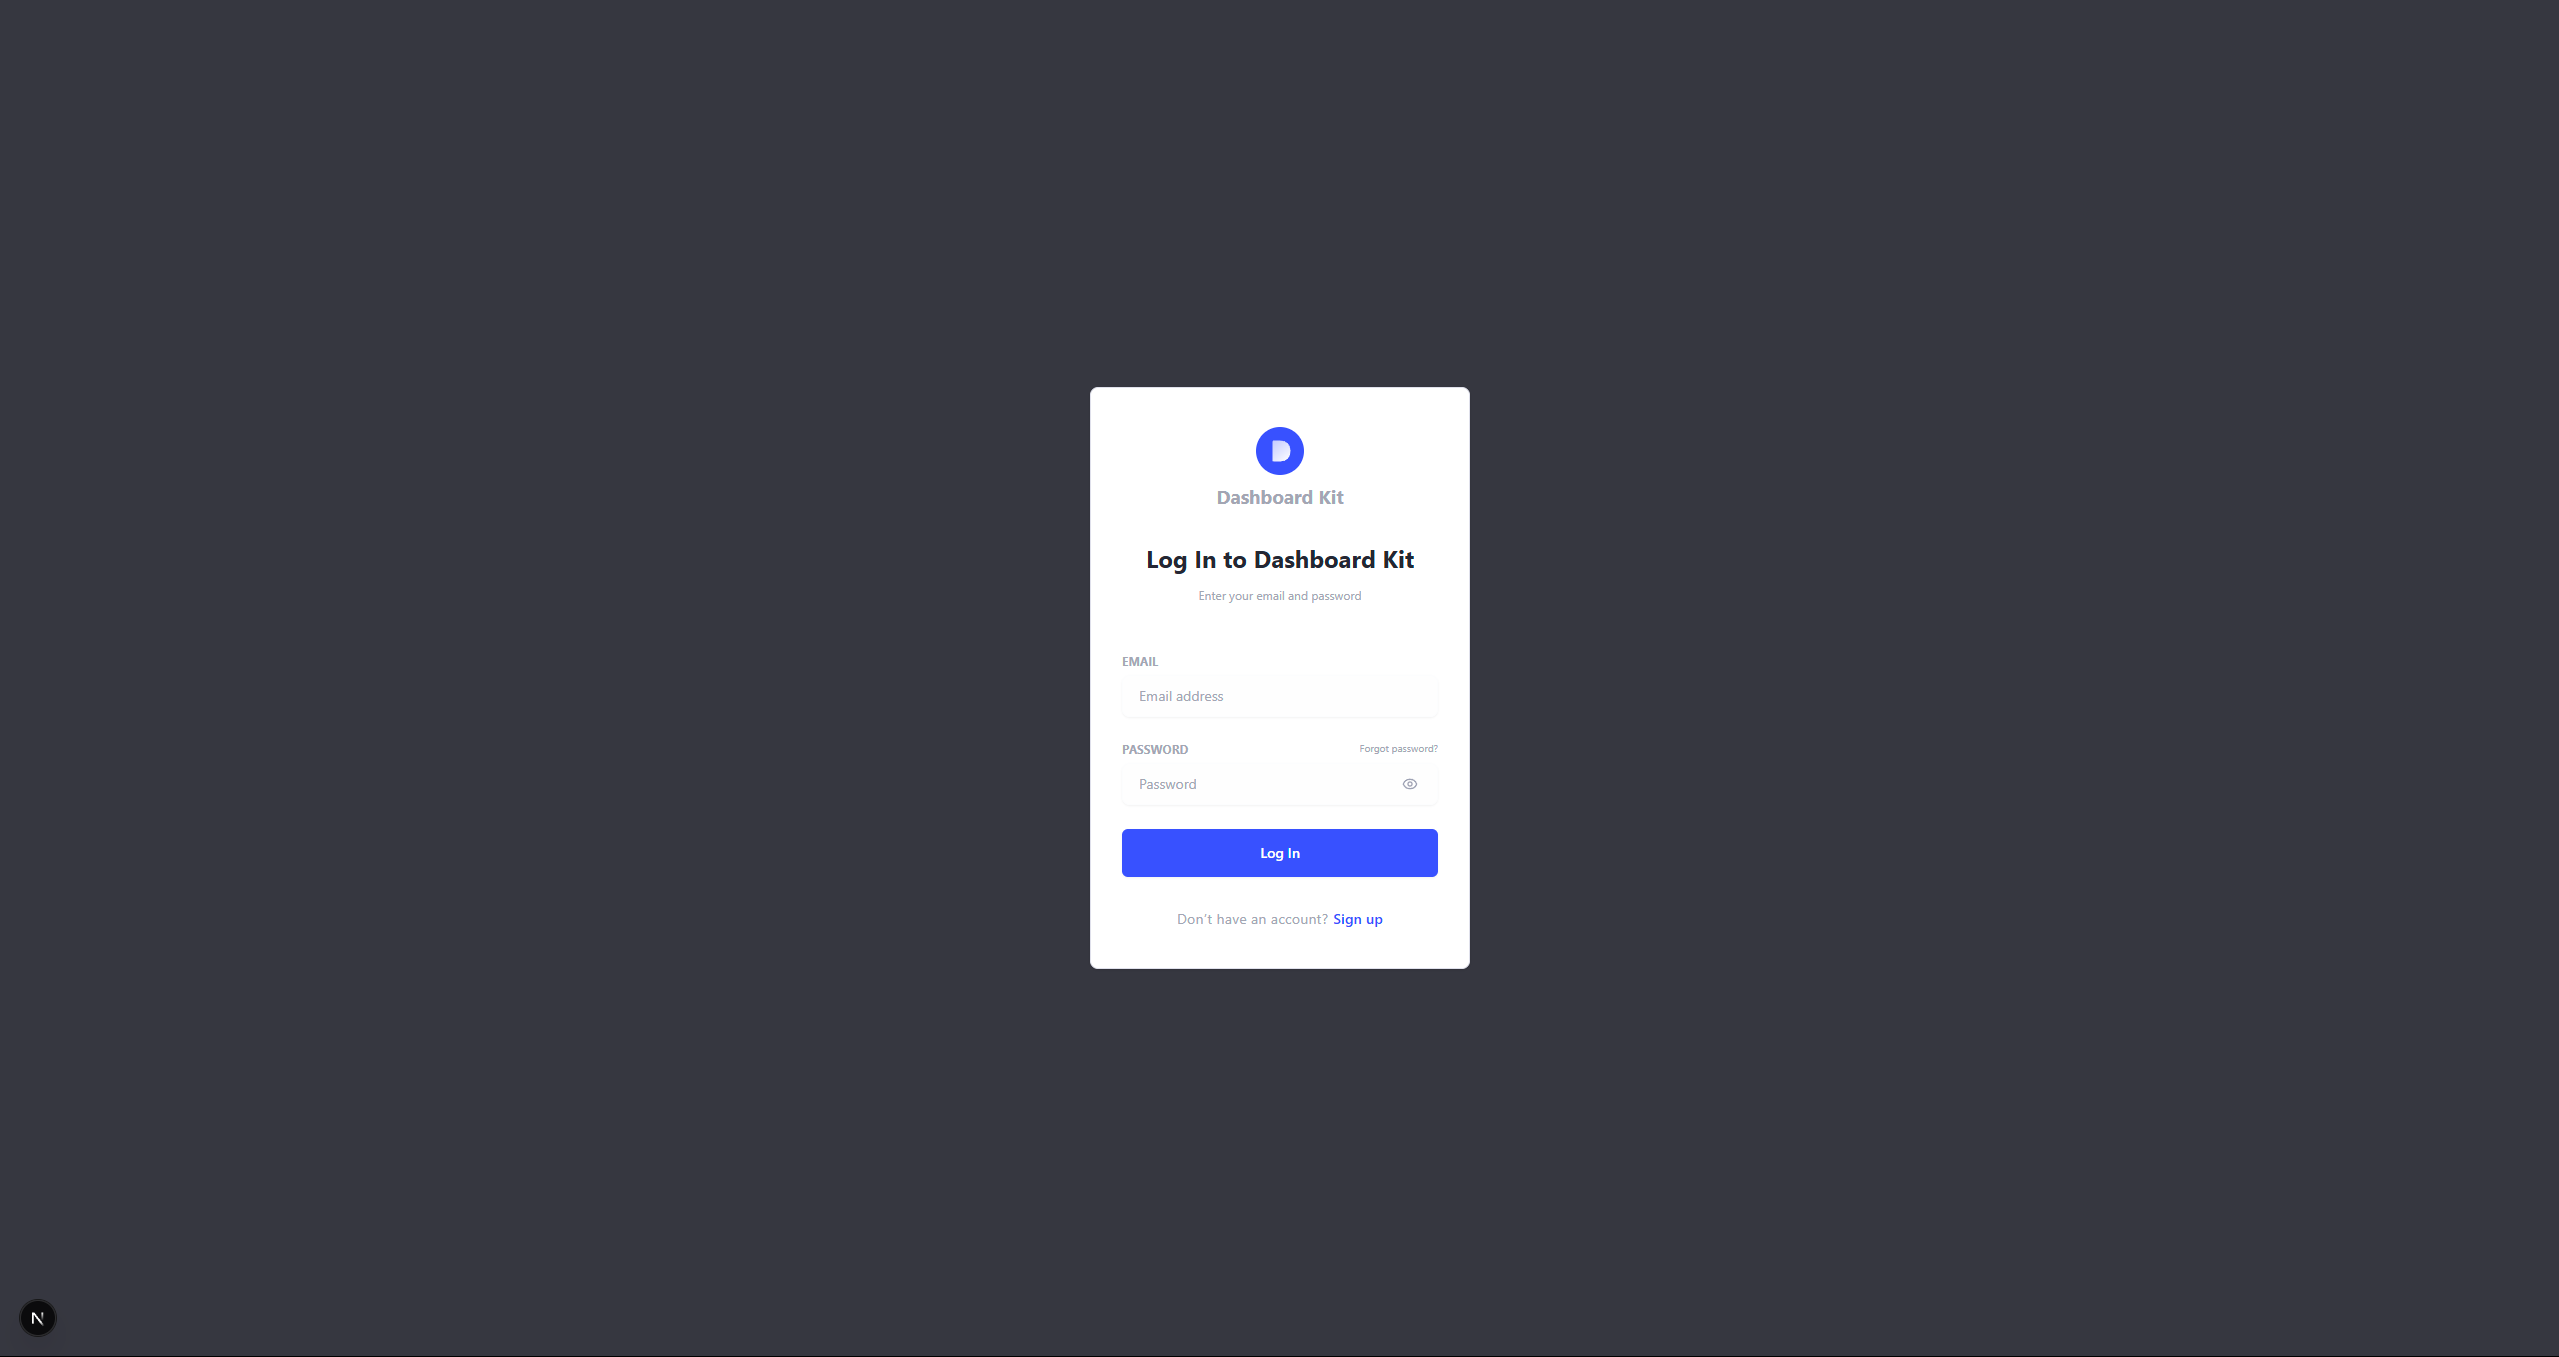 D
Dashboard Kit
Log In to Dashboard Kit
Enter your email and password
EMAIL
Email address
PASSWORD Forgot password?
Password
Log In
Don't have an account? Sign up
N